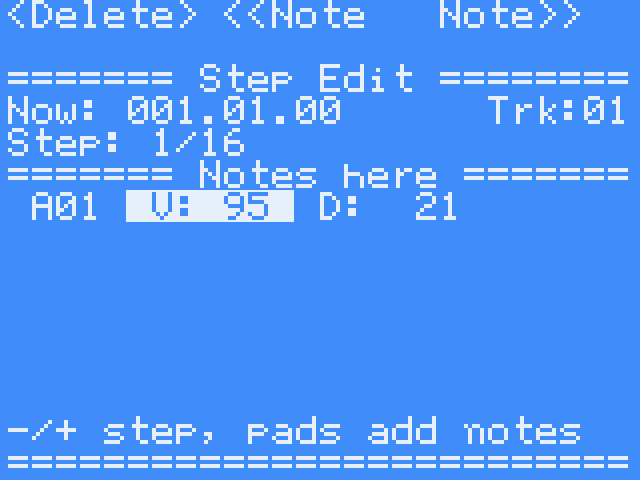 <Delete> <<Note   Note>>
======= Step Edit ========
Now: 001.01.00      Trk:01
Step: 1/16
======= Notes here =======
A01  V: 95  D:  21
-/+ step, pads add notes
==========================